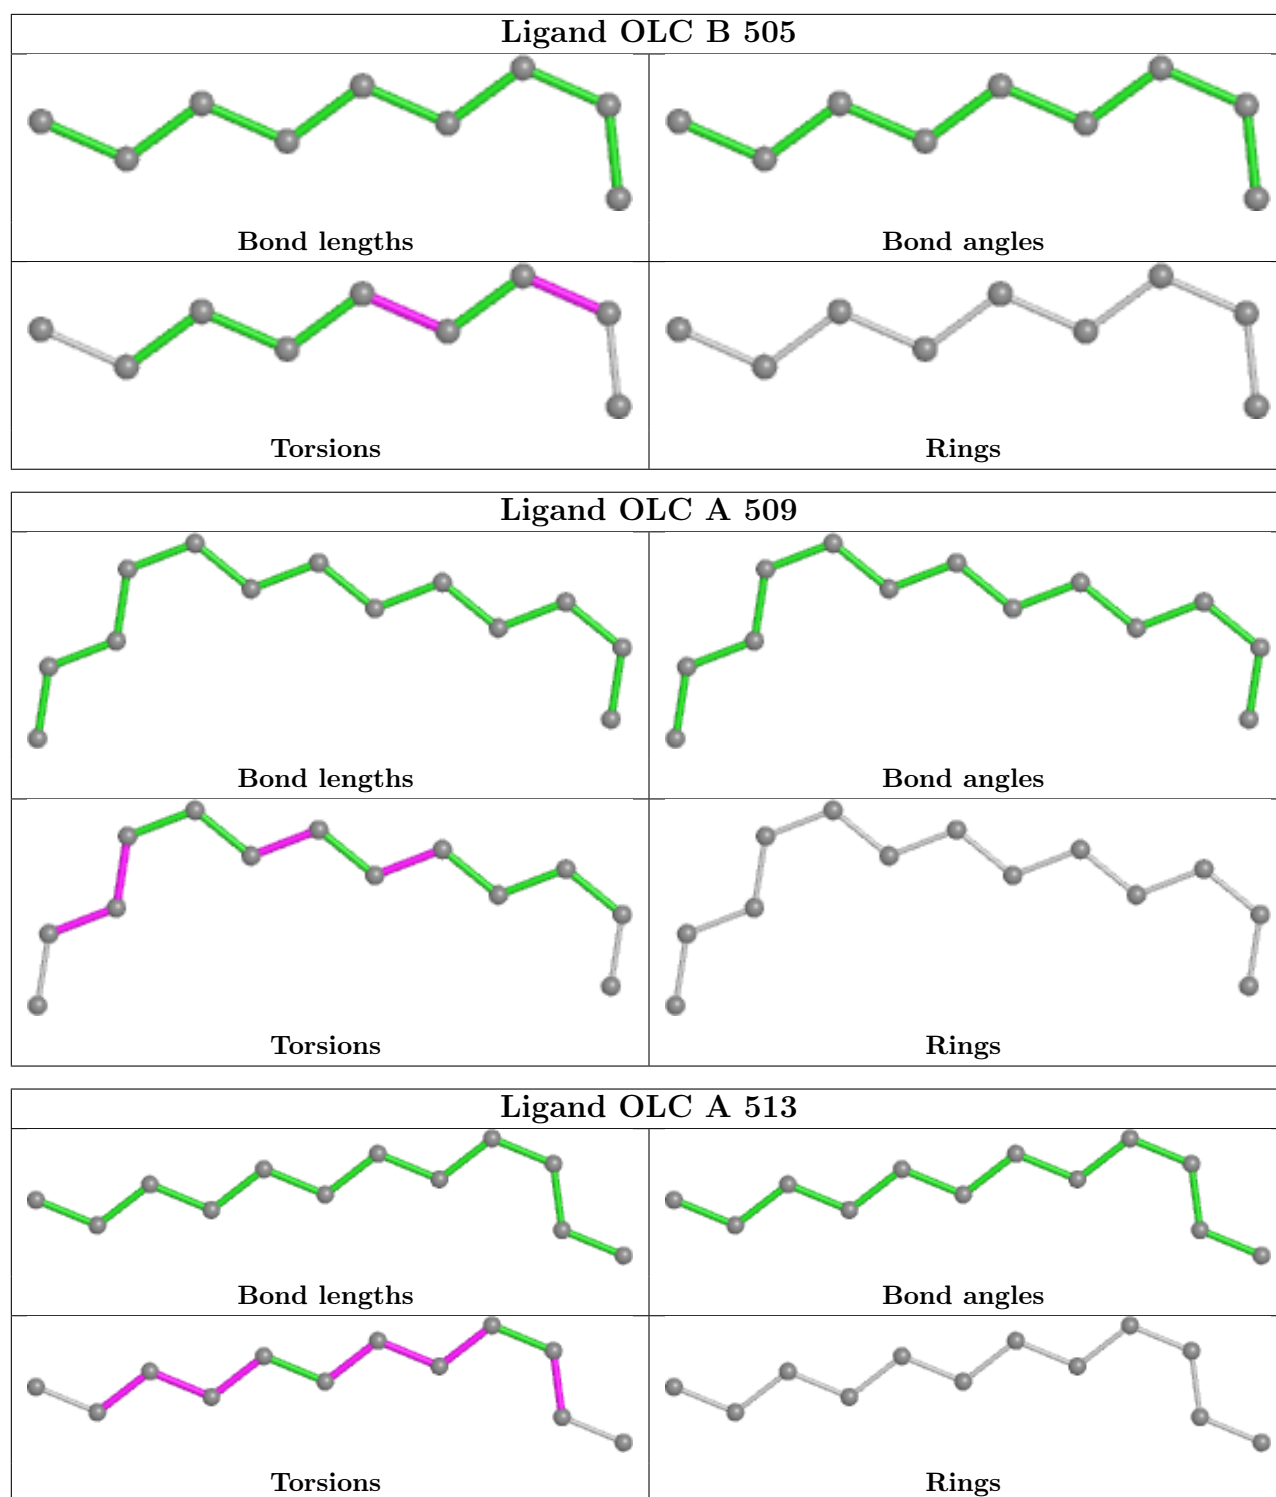 Ligand OLC B 505
Bond lengths
Bond angles
Torsions
Rings
Ligand OLC A 509
Bond lengths
Bond angles
Torsions
Rings
Ligand OLC A 513
Bond lengths
Bond angles
Torsions
Rings